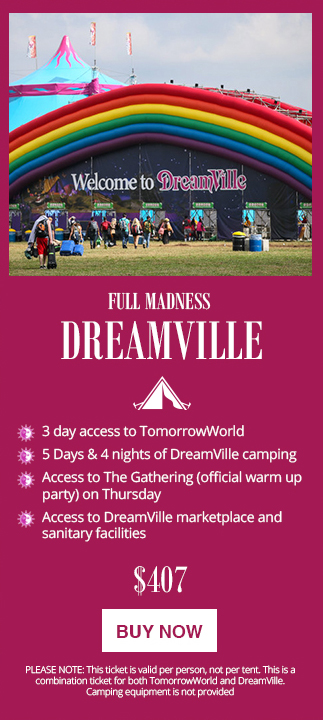 Welcome to DreamVille
FULL MADNESS
DREAMVILLE
3 day access to TomorrowWorld
5 Days & 4 nights of DreamVille camping
Access to The Gathering (official warm up
party) on Thursday
Access to DreamVille marketplace and
sanitary facilities
$407
BUY NOW
PLEASE NOTE: This ticket is valid per person, not per tent. This is a
combination ticket for both TomorrowWorld and DreamVille.
Camping equipment is not provided